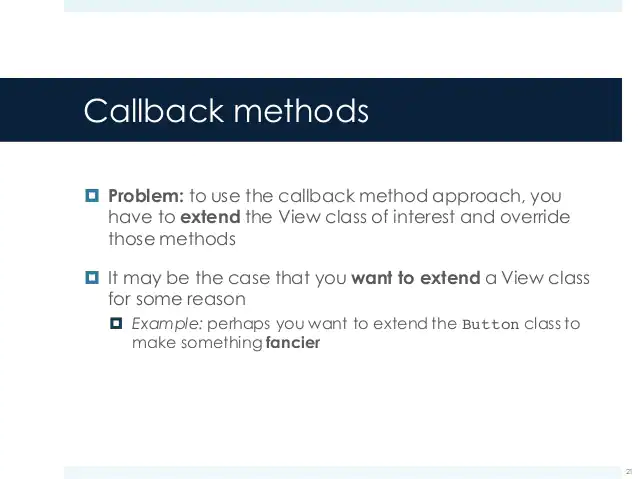 Callback methods
Problem: to use the callback method approach, you
have to extend the View class of interest and override
those methods
It may be the case that you want to extend a View class
for some reason
Example: perhaps you want to extend the Button class to
make something fancier